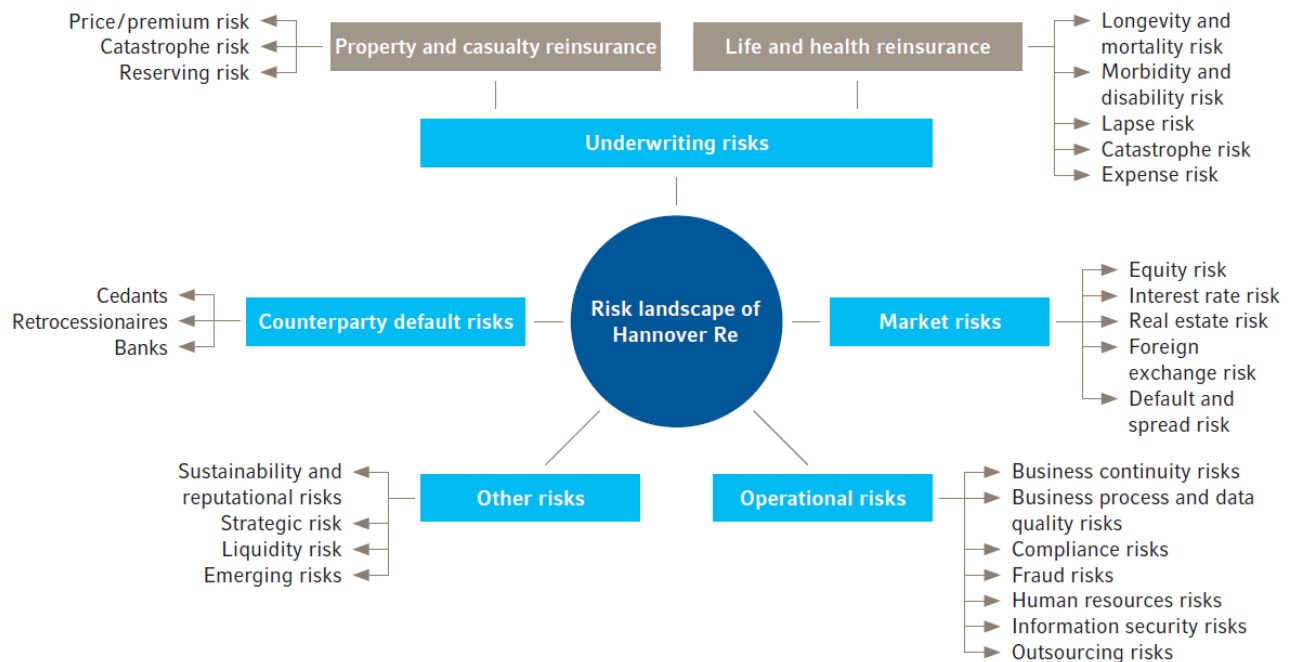 Price/premium risk
Catastrophe risk
Reserving risk
Property and casualty reinsurance
Life and health reinsurance
Longevity and
mortality risk
Morbidity and
disability risk
Lapse risk
Catastrophe risk
Expense risk
Underwriting risks
Cedants
Retrocessionaires
Banks
Counterparty default risks
Risk landscape of
Hannover Re
Market risks
Equity risk
Interest rate risk
Real estate risk
Foreign
exchange risk
Default and
spread risk
Sustainability and
reputational risks
Strategic risk
Liquidity risk
Emerging risks
Other risks
Operational risks
Business continuity risks
Business process and data
quality risks
Compliance risks
Fraud risks
Human resources risks
Information security risks
Outsourcing risks